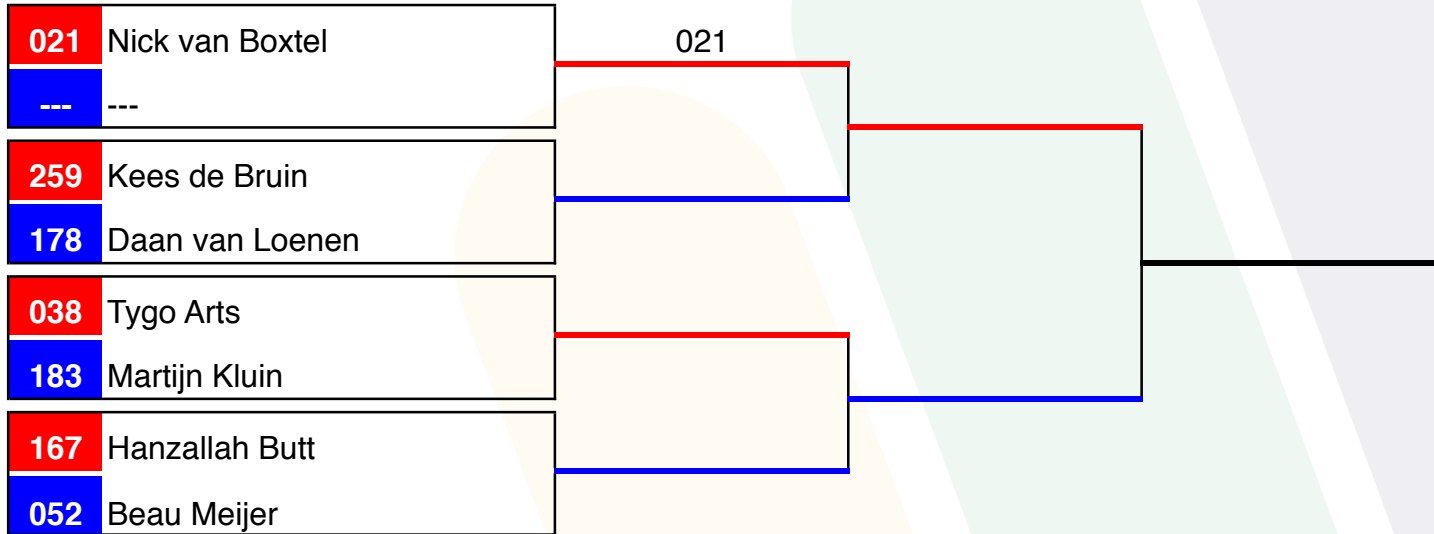 021 Nick van Boxtel 021
--- ---
259 Kees de Bruin
178 Daan van Loenen
038 Tygo Arts
183 Martijn Kluin
167 Hanzallah Butt
052 Beau Meijer